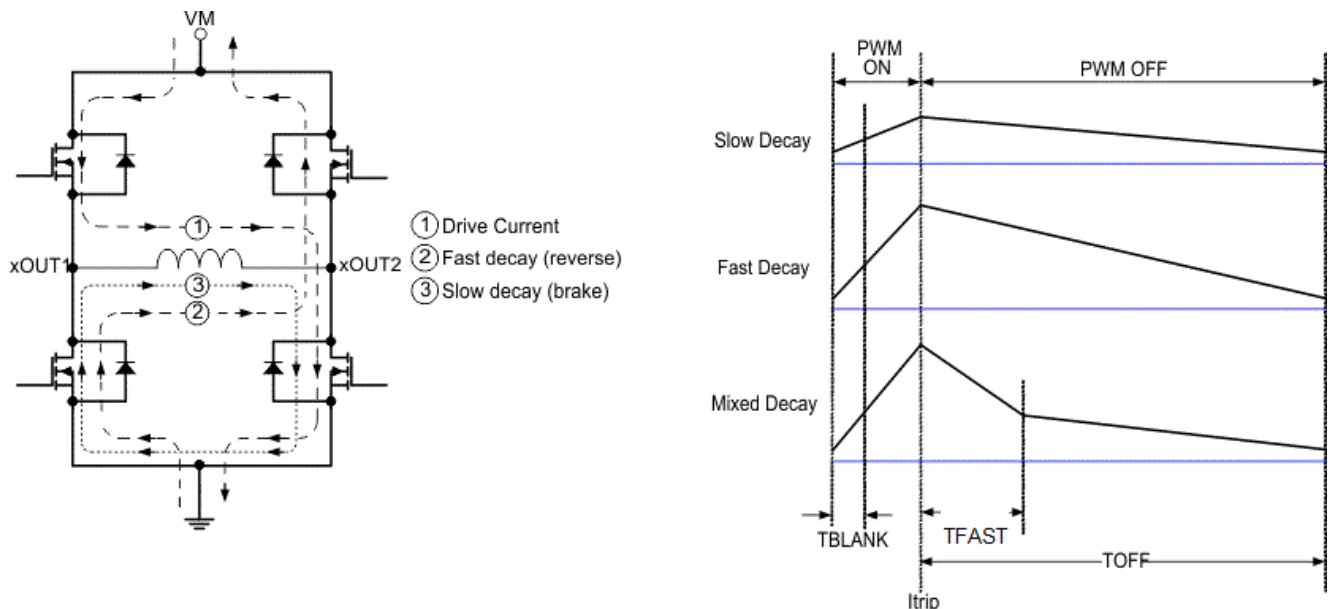 VM
xOUT1
1
3
2
xOUT2
1 Drive Current
2 Fast decay (reverse)
3 Slow decay (brake)
PWM
ON
PWM OFF
Slow Decay
Fast Decay
Mixed Decay
TBLANK
TFAST
TOFF
Itrip